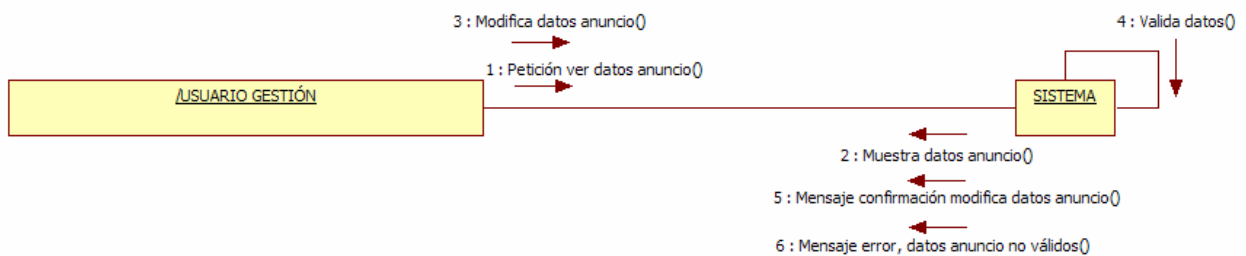 3 : Modifica datos anuncio()
4 : Valida datos()
1 : Petición ver datos anuncio()
/USUARIO GESTIÓN
SISTEMA
2 : Muestra datos anuncio()
5 : Mensaje confirmación modifica datos anuncio()
6 : Mensaje error, datos anuncio no válidos()